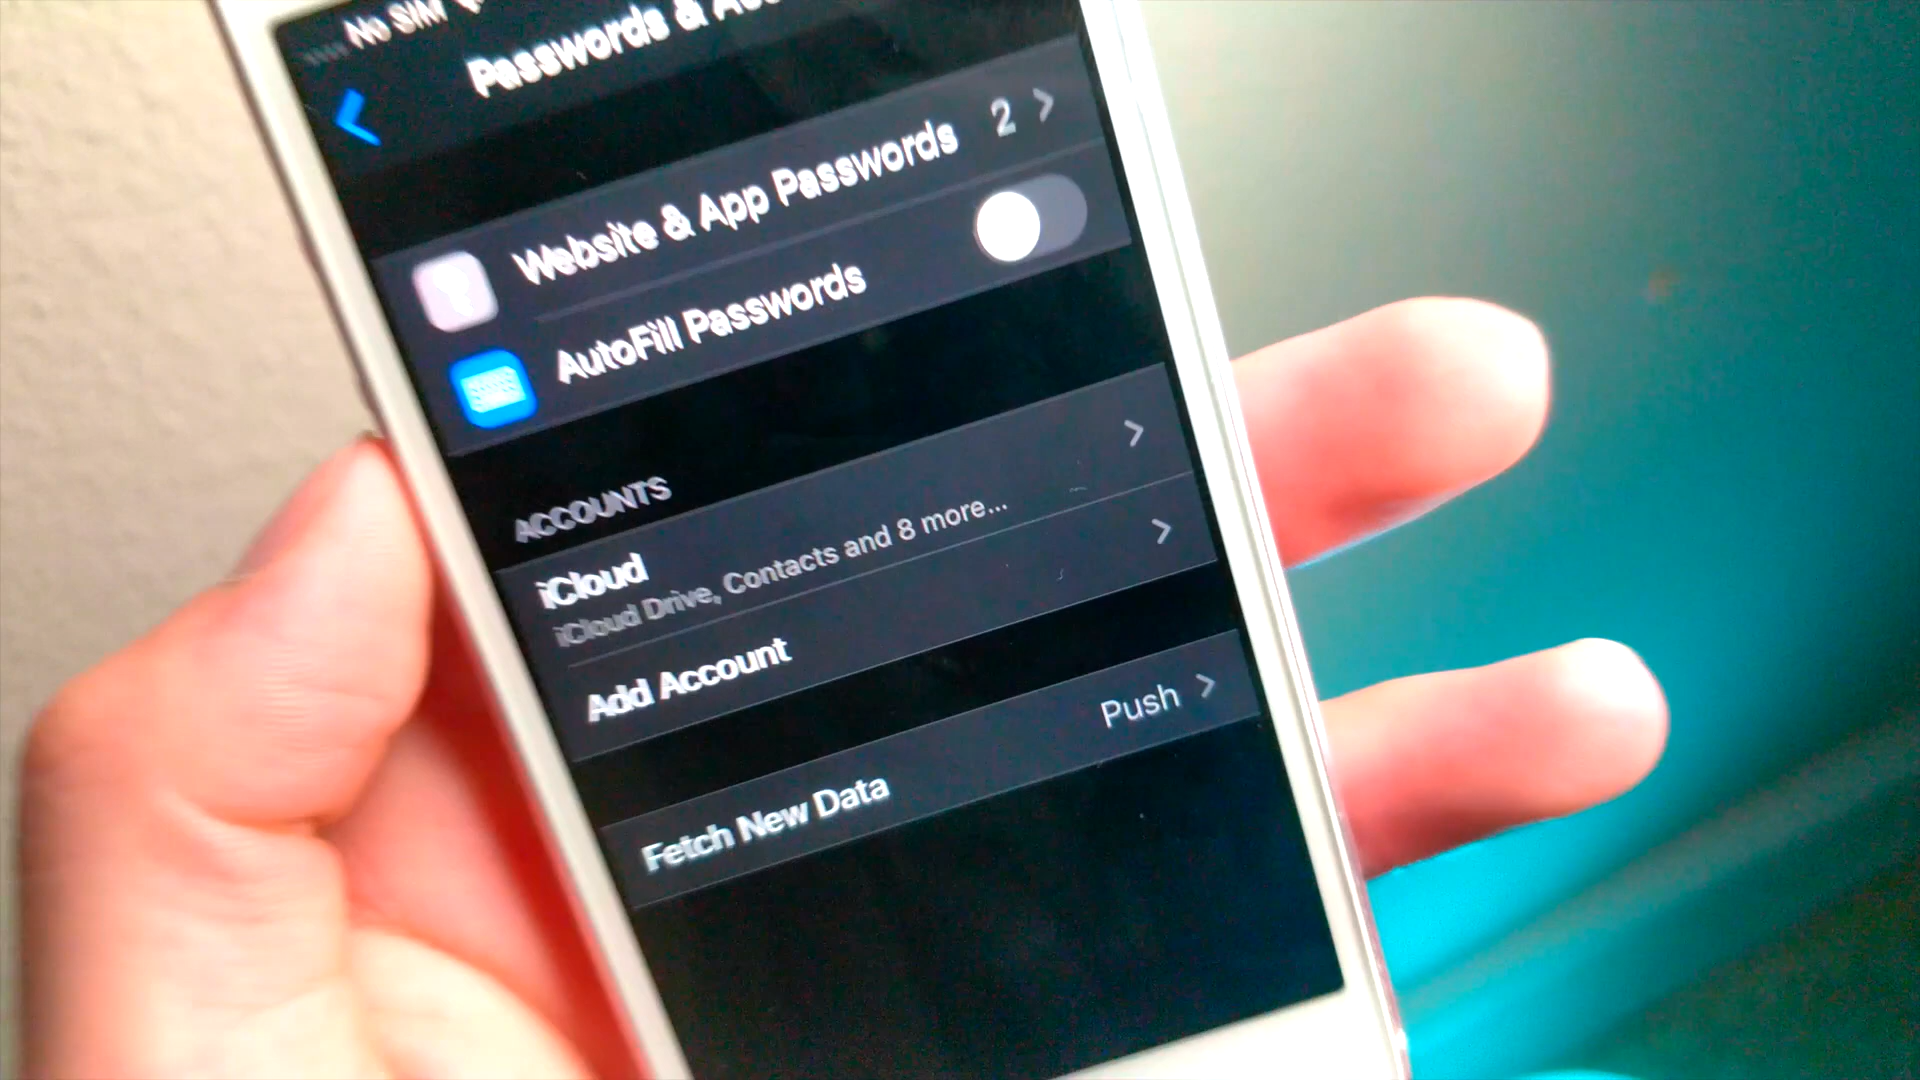 No SIM
Passwords &
Website & App Passwords 2
AutoFill Passwords
ACCOUNTS
iCloud
iCloud Drive, Contacts and 8 more...
Add Account
Fetch New Data Push